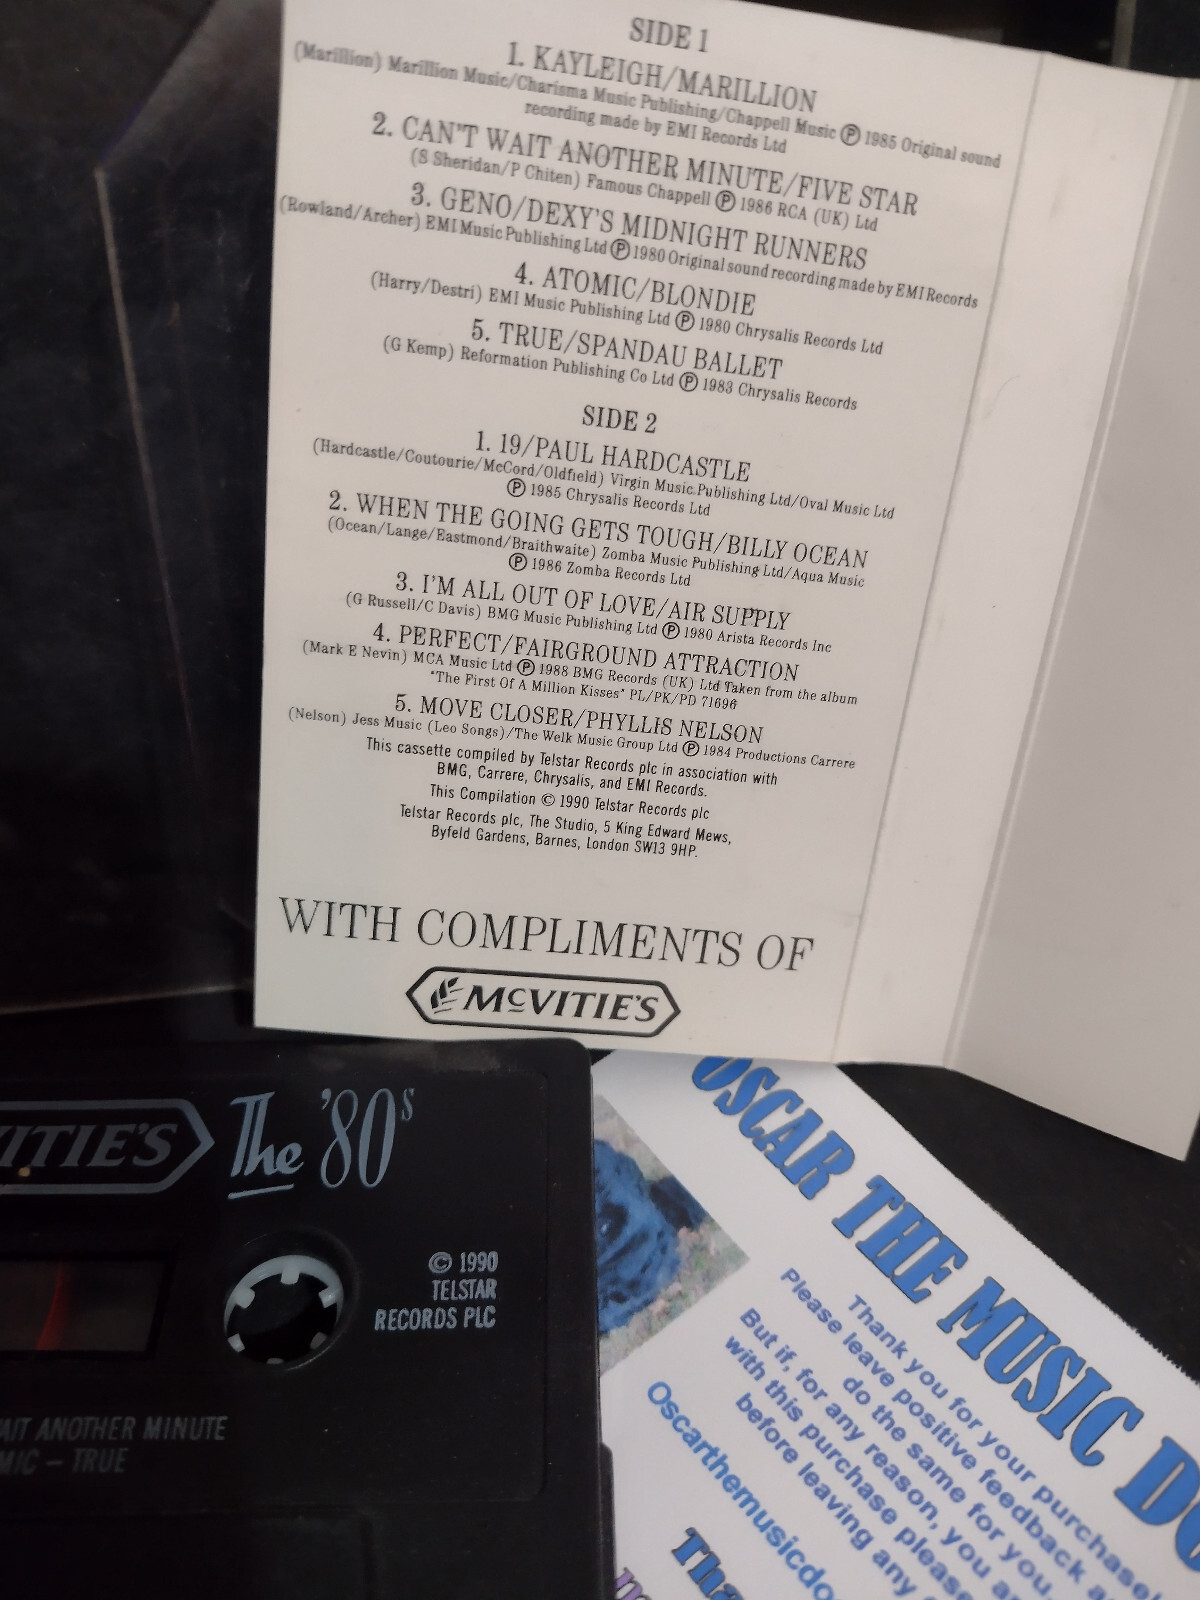 SIDE 1
1. KAYLEIGH/MARILLION
(Marillion) Marillion Music/Charisma Music Publishing/Chappell Music Ⓟ 1985 Original sound
recording made by EMI Records Ltd
2. CAN'T WAIT ANOTHER MINUTE/FIVE STAR
(S Sheridan/P Chiten) Famous Chappell Ⓟ 1986 RCA (UK) Ltd
3. GENO/DEXY'S MIDNIGHT RUNNERS
(Rowland/Archer) EMI Music Publishing Ltd Ⓟ 1980 Original sound recording made by EMI Records
4. ATOMIC/BLONDIE
(Harry/Destri) EMI Music Publishing Ltd Ⓟ 1980 Chrysalis Records Ltd
5. TRUE/SPANDAU BALLET
(G Kemp) Reformation Publishing Co Ltd Ⓟ 1983 Chrysalis Records
SIDE 2
1. 19/PAUL HARDCASTLE
(Hardcastle/Coutourie/McCord/Oldfield) Virgin Music Publishing Ltd/Oval Music Ltd
Ⓟ 1985 Chrysalis Records Ltd
2. WHEN THE GOING GETS TOUGH/BILLY OCEAN
(Ocean/Lange/Eastmond/Braithwaite) Zomba Music Publishing Ltd/Aqua Music
Ⓟ 1986 Zomba Records Ltd
3. I'M ALL OUT OF LOVE/AIR SUPPLY
(G Russell/C Davis) BMG Music Publishing Ltd Ⓟ 1980 Arista Records Inc
4. PERFECT/FAIRGROUND ATTRACTION
(Mark E Nevin) MCA Music Ltd Ⓟ 1988 BMG Records (UK) Ltd Taken from the album
"The First Of A Million Kisses" PL/PK/PD 71696
5. MOVE CLOSER/PHYLLIS NELSON
(Nelson) Jess Music (Leo Songs)/The Welk Music Group Ltd Ⓟ 1984 Productions Carrere
This cassette compiled by Telstar Records plc in association with
BMG, Carrere, Chrysalis, and EMI Records.
This Compilation © 1990 Telstar Records plc
Telstar Records plc, The Studio, 5 King Edward Mews,
Byfeld Gardens, Barnes, London SW13 9HP.
WITH COMPLIMENTS OF
McVITIE'S
VITIE'S The '80s
© 1990
TELSTAR
RECORDS PLC
AIT ANOTHER MINUTE
MIC – TRUE
OSCAR THE MUSIC DO
Thank you for your purchase!
Please leave positive feedback a
do the same for you.
But if, for any reason, you a
with this purchase please
before leaving any
Oscarthemusicdo
Tha